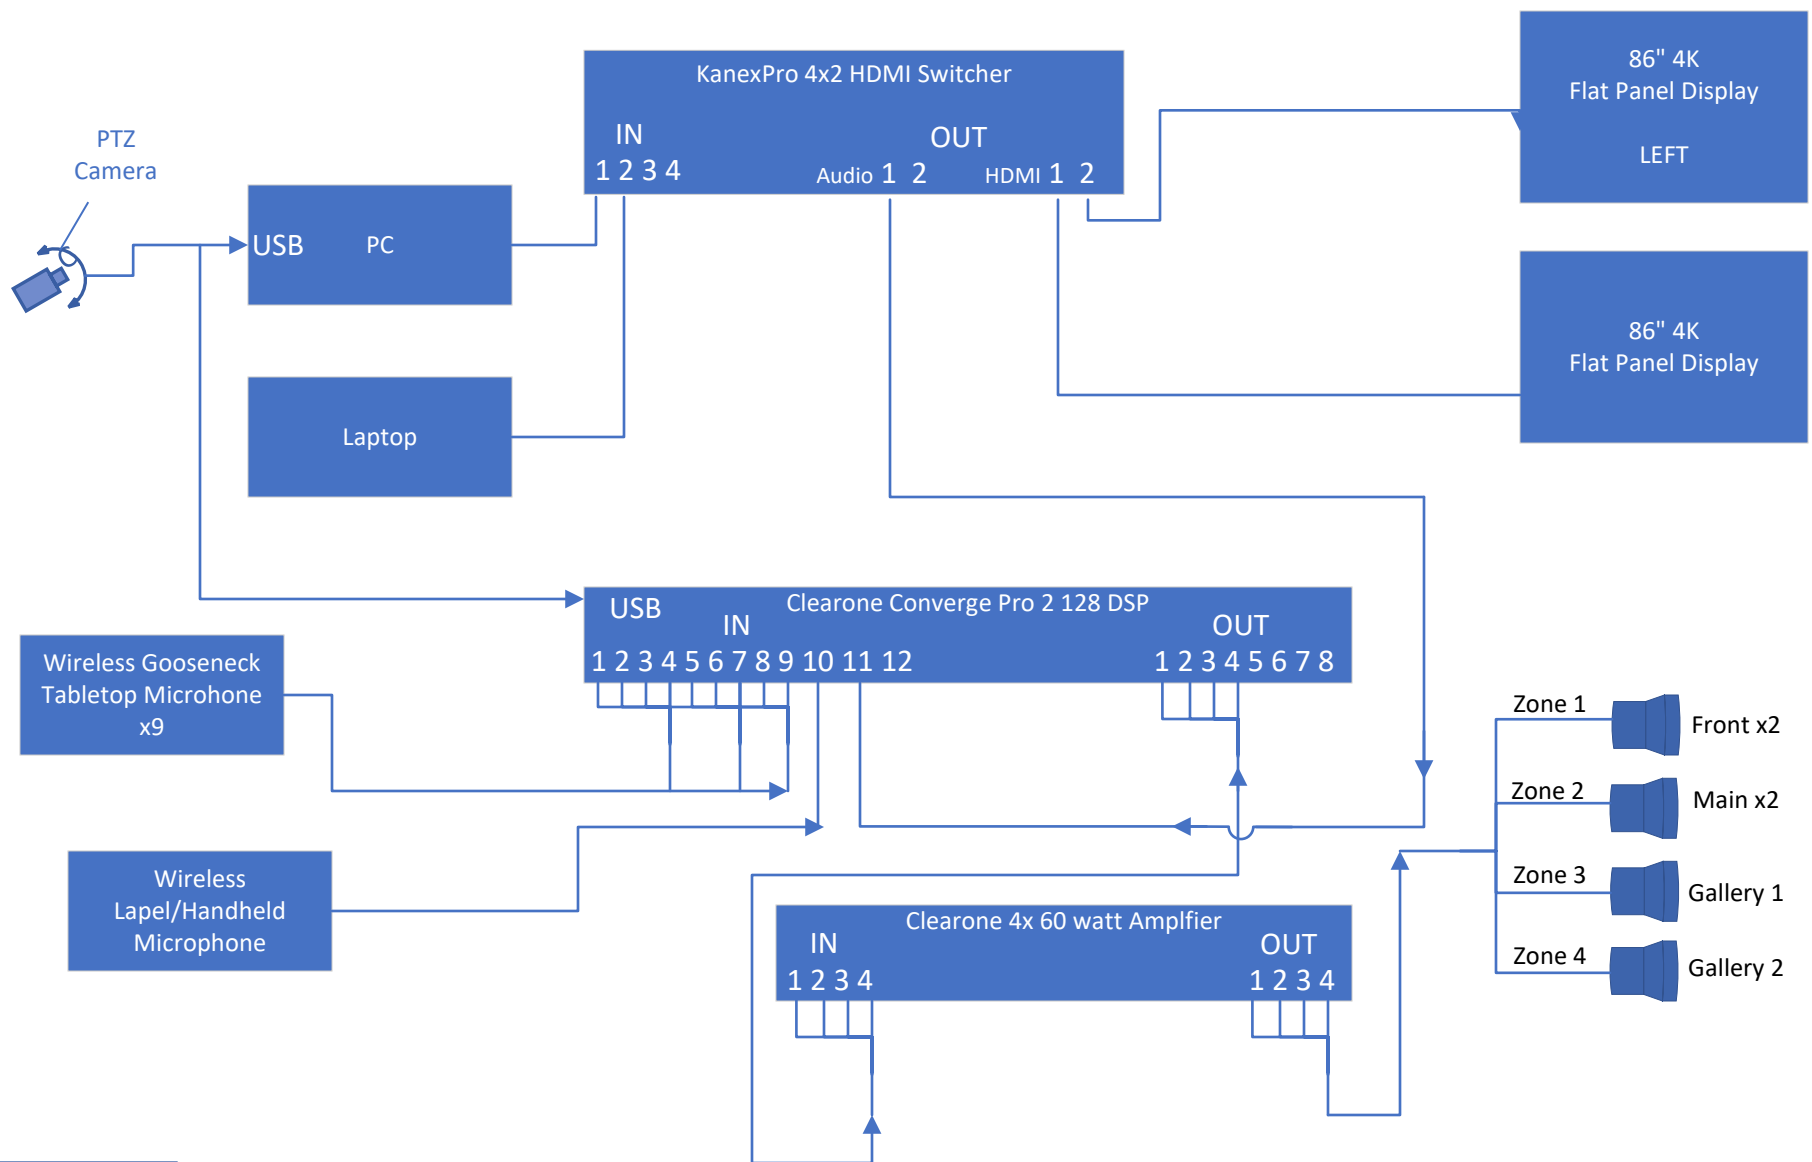 KanexPro 4x2 HDMI Switcher
IN
1 2 3 4
OUT
Audio 1 2
HDMI 1 2
86" 4K
Flat Panel Display
LEFT
PTZ
Camera
USB
PC
86" 4K
Flat Panel Display
Laptop
Clearone Converge Pro 2 128 DSP
USB
IN
OUT
1 2 3 4 5 6 7 8 9 10 11 12
1 2 3 4 5 6 7 8
Wireless Gooseneck
Tabletop Microhone
x9
Zone 1
Front x2
Zone 2
Main x2
Zone 3
Gallery 1
Zone 4
Gallery 2
Wireless
Lapel/Handheld
Microphone
Clearone 4x 60 watt Amplfier
IN
OUT
1 2 3 4
1 2 3 4